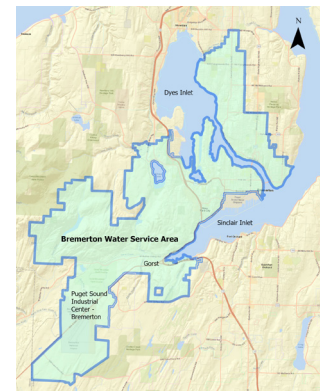 N
Dyes Inlet
Sinclair Inlet
Bremerton Water Service Area
Gorst
Puget Sound
Industrial
Center -
Bremerton